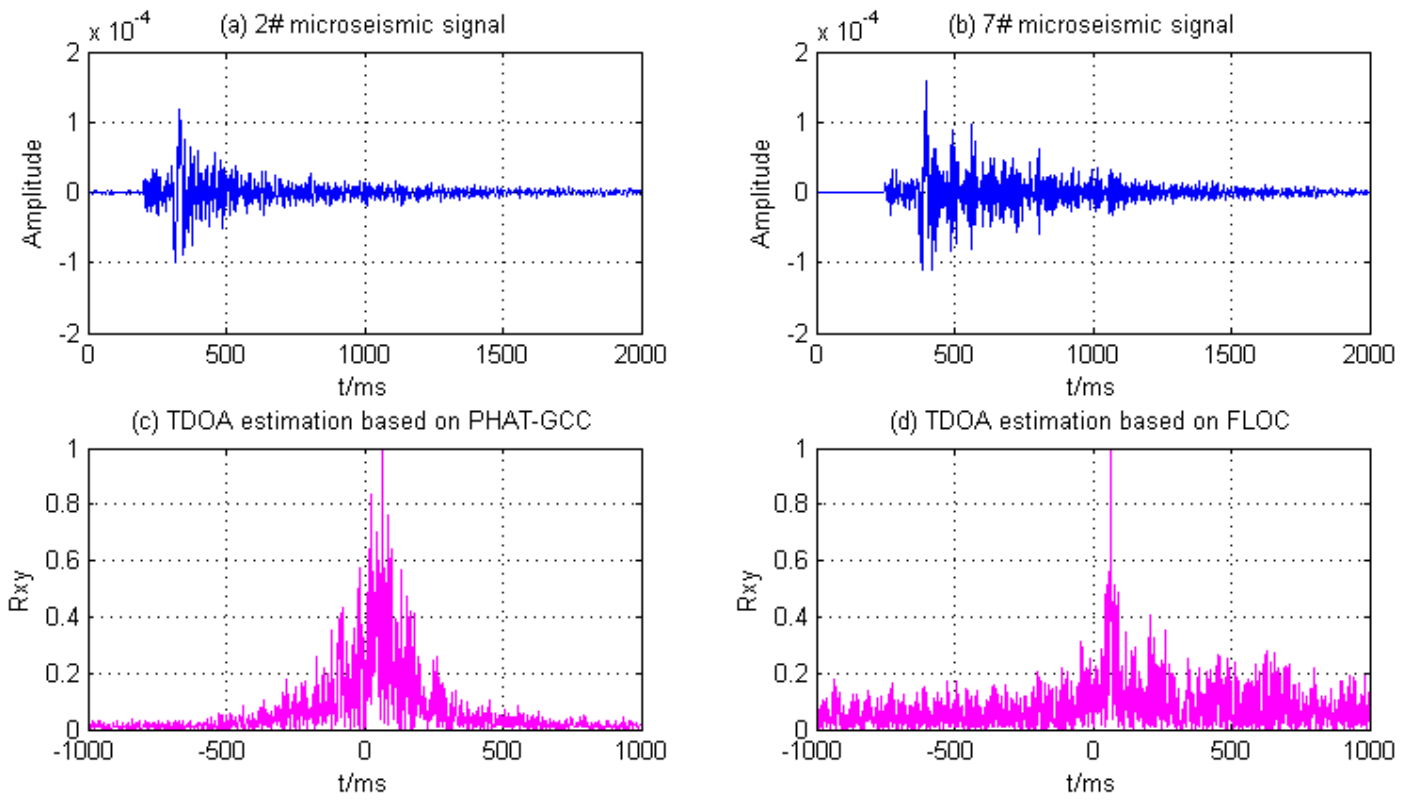 (a) 2# microseismic signal
x 10^-4
2
1
0
-1
-2
Amplitude
0 500 1000 1500 2000
t/ms
(b) 7# microseismic signal
x 10^-4
2
1
0
-1
-2
Amplitude
0 500 1000 1500 2000
t/ms
(c) TDOA estimation based on PHAT-GCC
1
0.8
0.6
0.4
0.2
0
Rxy
-1000 -500 0 500 1000
t/ms
(d) TDOA estimation based on FLOC
1
0.8
0.6
0.4
0.2
0
Rxy
-1000 -500 0 500 1000
t/ms